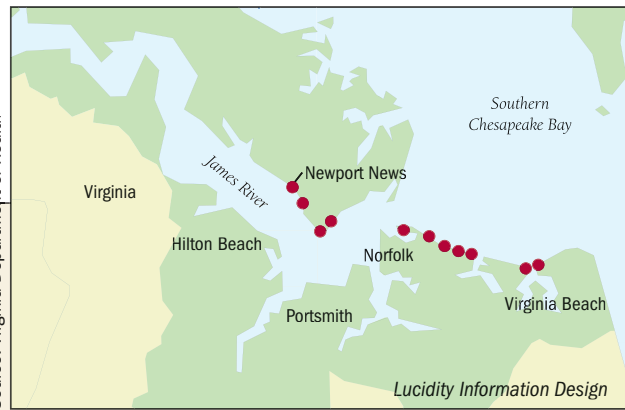 Southern
Chesapeake Bay
James River
Newport News
Virginia
Hilton Beach
Norfolk
Portsmith
Virginia Beach
Lucidity Information Design